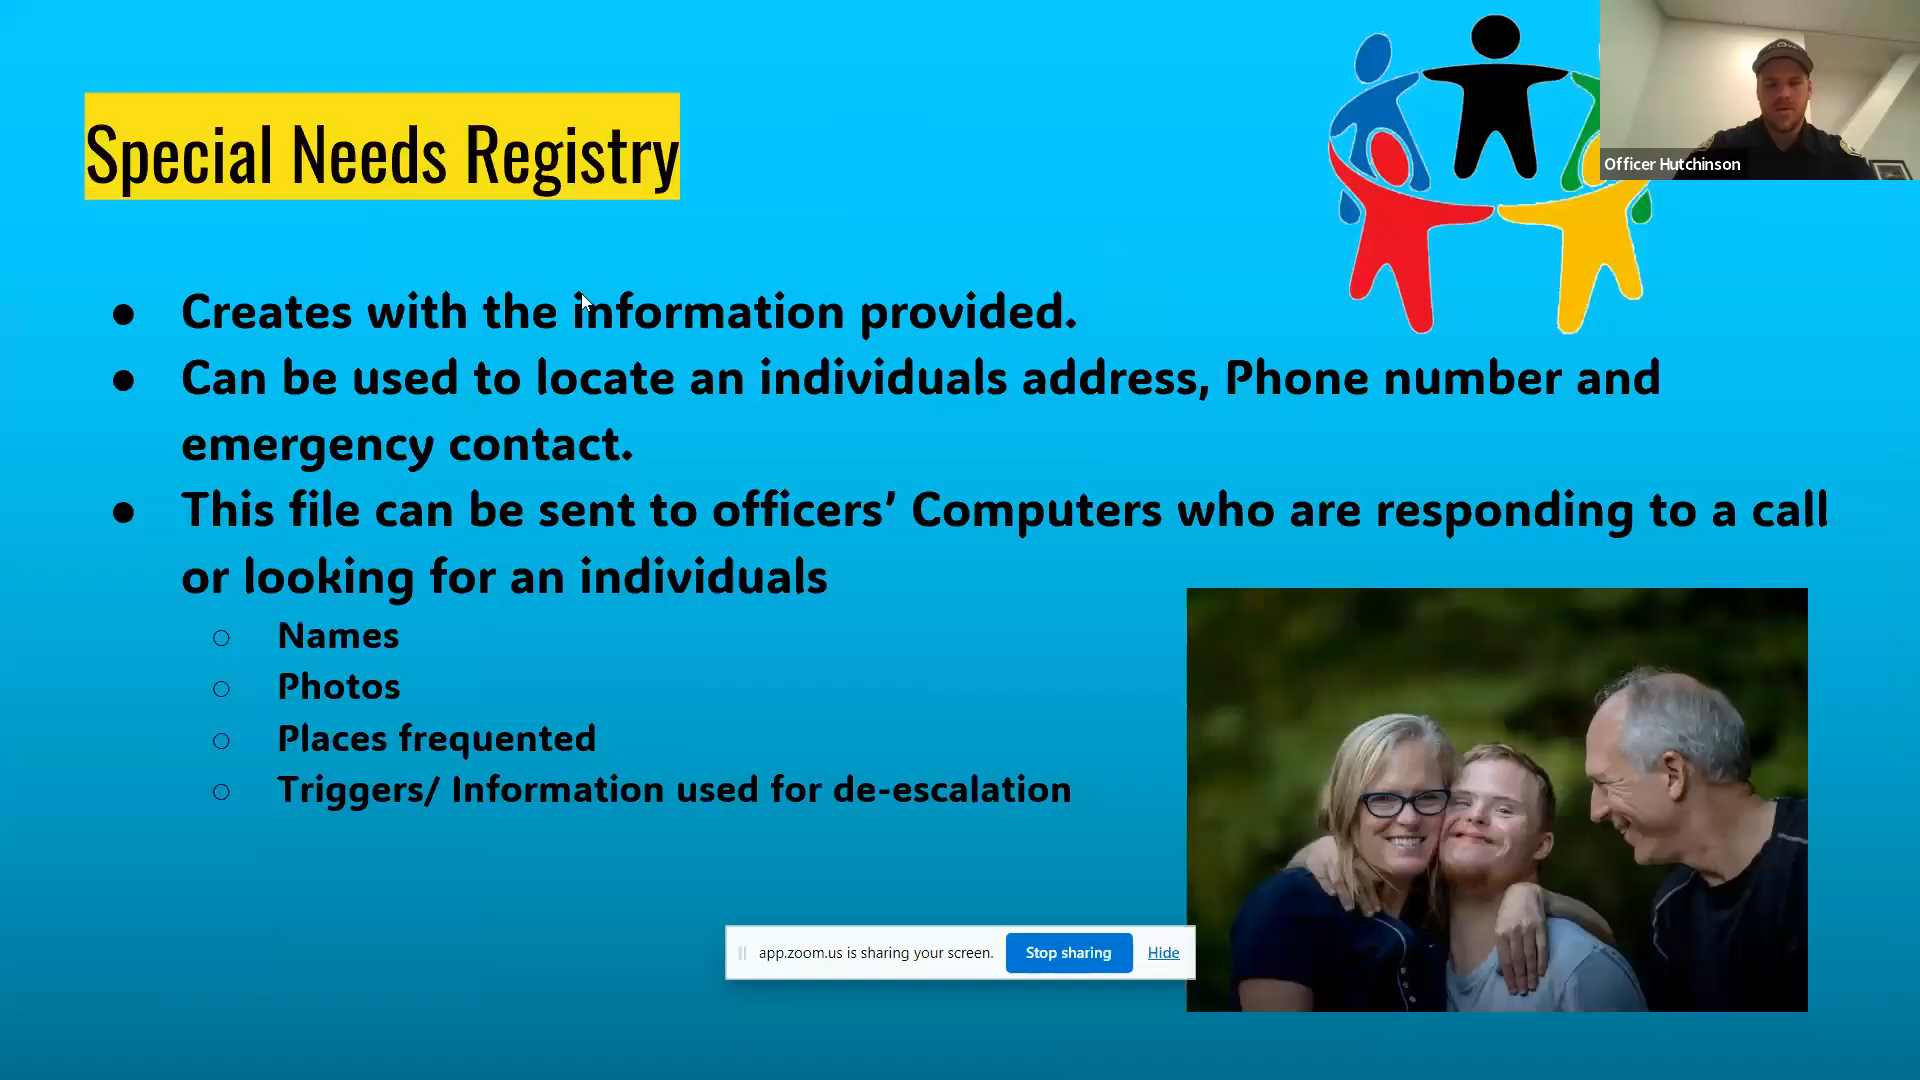 Special Needs Registry
Officer Hutchinson
● Creates with the information provided.
● Can be used to locate an individuals address, Phone number and
emergency contact.
● This file can be sent to officers’ Computers who are responding to a call
or looking for an individuals
○ Names
○ Photos
○ Places frequented
○ Triggers/ Information used for de-escalation
app.zoom.us is sharing your screen. Stop sharing Hide